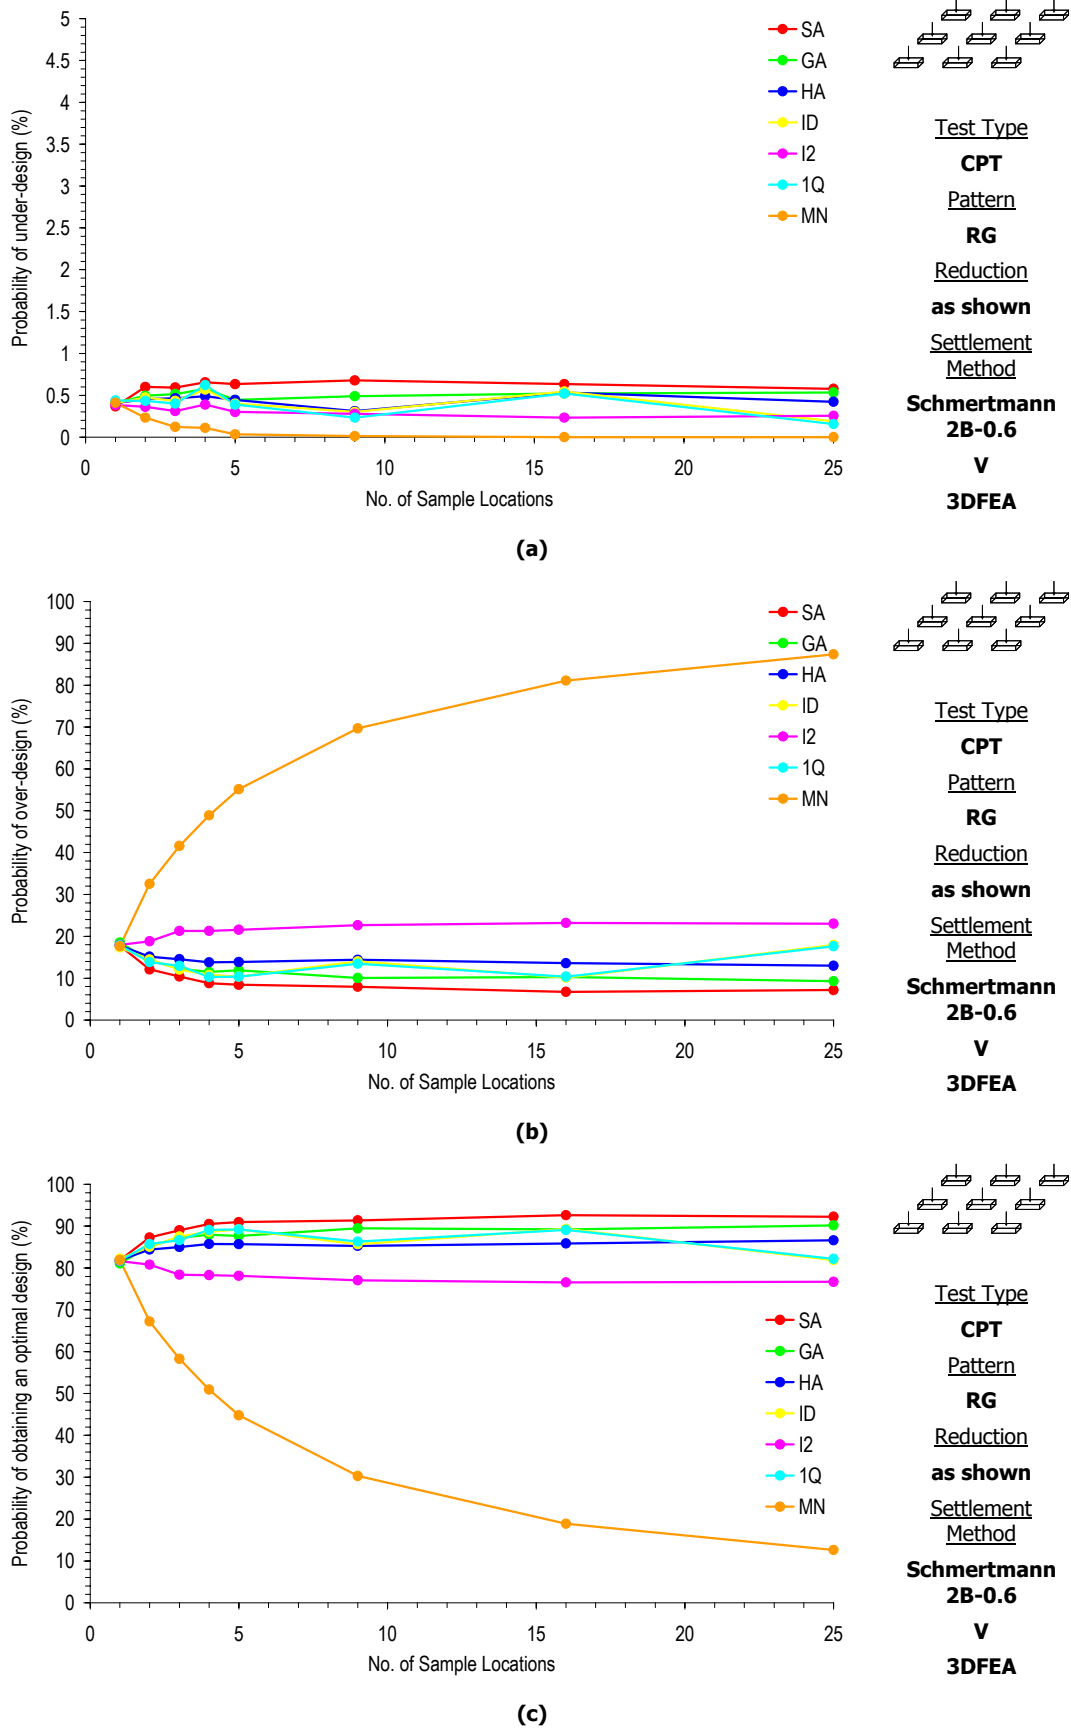 5
4.5
4
3.5
3
2.5
2
1.5
1
0.5
0
Probability of under-design (%)
0 5 10 15 20 25
No. of Sample Locations
SA
GA
HA
ID
I2
1Q
MN
Test Type
CPT
Pattern
RG
Reduction
as shown
Settlement
Method
Schmertmann
2B-0.6
V
3DFEA
(a)
100
90
80
70
60
50
40
30
20
10
0
Probability of over-design (%)
0 5 10 15 20 25
No. of Sample Locations
SA
GA
HA
ID
I2
1Q
MN
Test Type
CPT
Pattern
RG
Reduction
as shown
Settlement
Method
Schmertmann
2B-0.6
V
3DFEA
(b)
100
90
80
70
60
50
40
30
20
10
0
Probability of obtaining an optimal design (%)
0 5 10 15 20 25
No. of Sample Locations
SA
GA
HA
ID
I2
1Q
MN
Test Type
CPT
Pattern
RG
Reduction
as shown
Settlement
Method
Schmertmann
2B-0.6
V
3DFEA
(c)